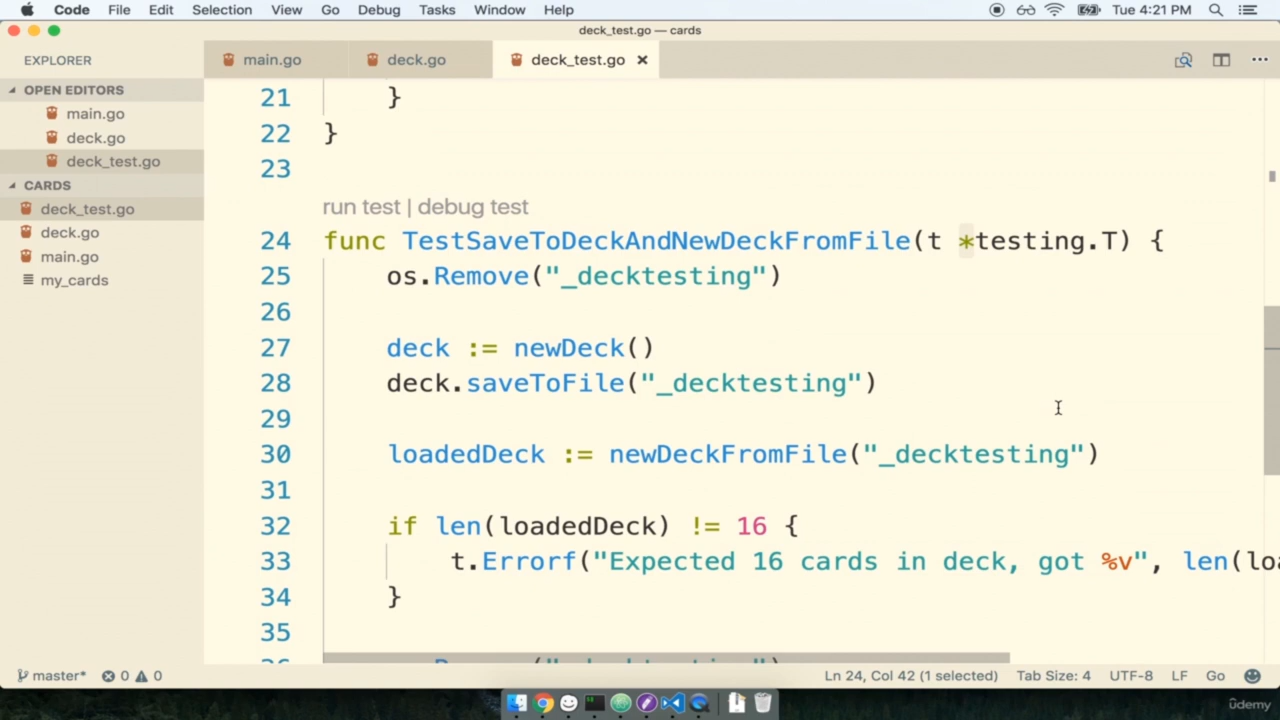 Code File Edit Selection View Go Debug Tasks Window Help Tue 4:21 PM
deck_test.go — cards
EXPLORER
main.go deck.go deck_test.go
OPEN EDITORS
main.go
deck.go
deck_test.go
CARDS
deck_test.go
deck.go
main.go
my_cards
21 }
22 }
23
run test | debug test
24 func TestSaveToDeckAndNewDeckFromFile(t *testing.T) {
25 os.Remove("_decktesting")
26
27 deck := newDeck()
28 deck.saveToFile("_decktesting")
29
30 loadedDeck := newDeckFromFile("_decktesting")
31
32 if len(loadedDeck) != 16 {
33 t.Errorf("Expected 16 cards in deck, got %v", len(loa
34 }
35
master* 0 0 Ln 24, Col 42 (1 selected) Tab Size: 4 UTF-8 LF Go
ûdemy